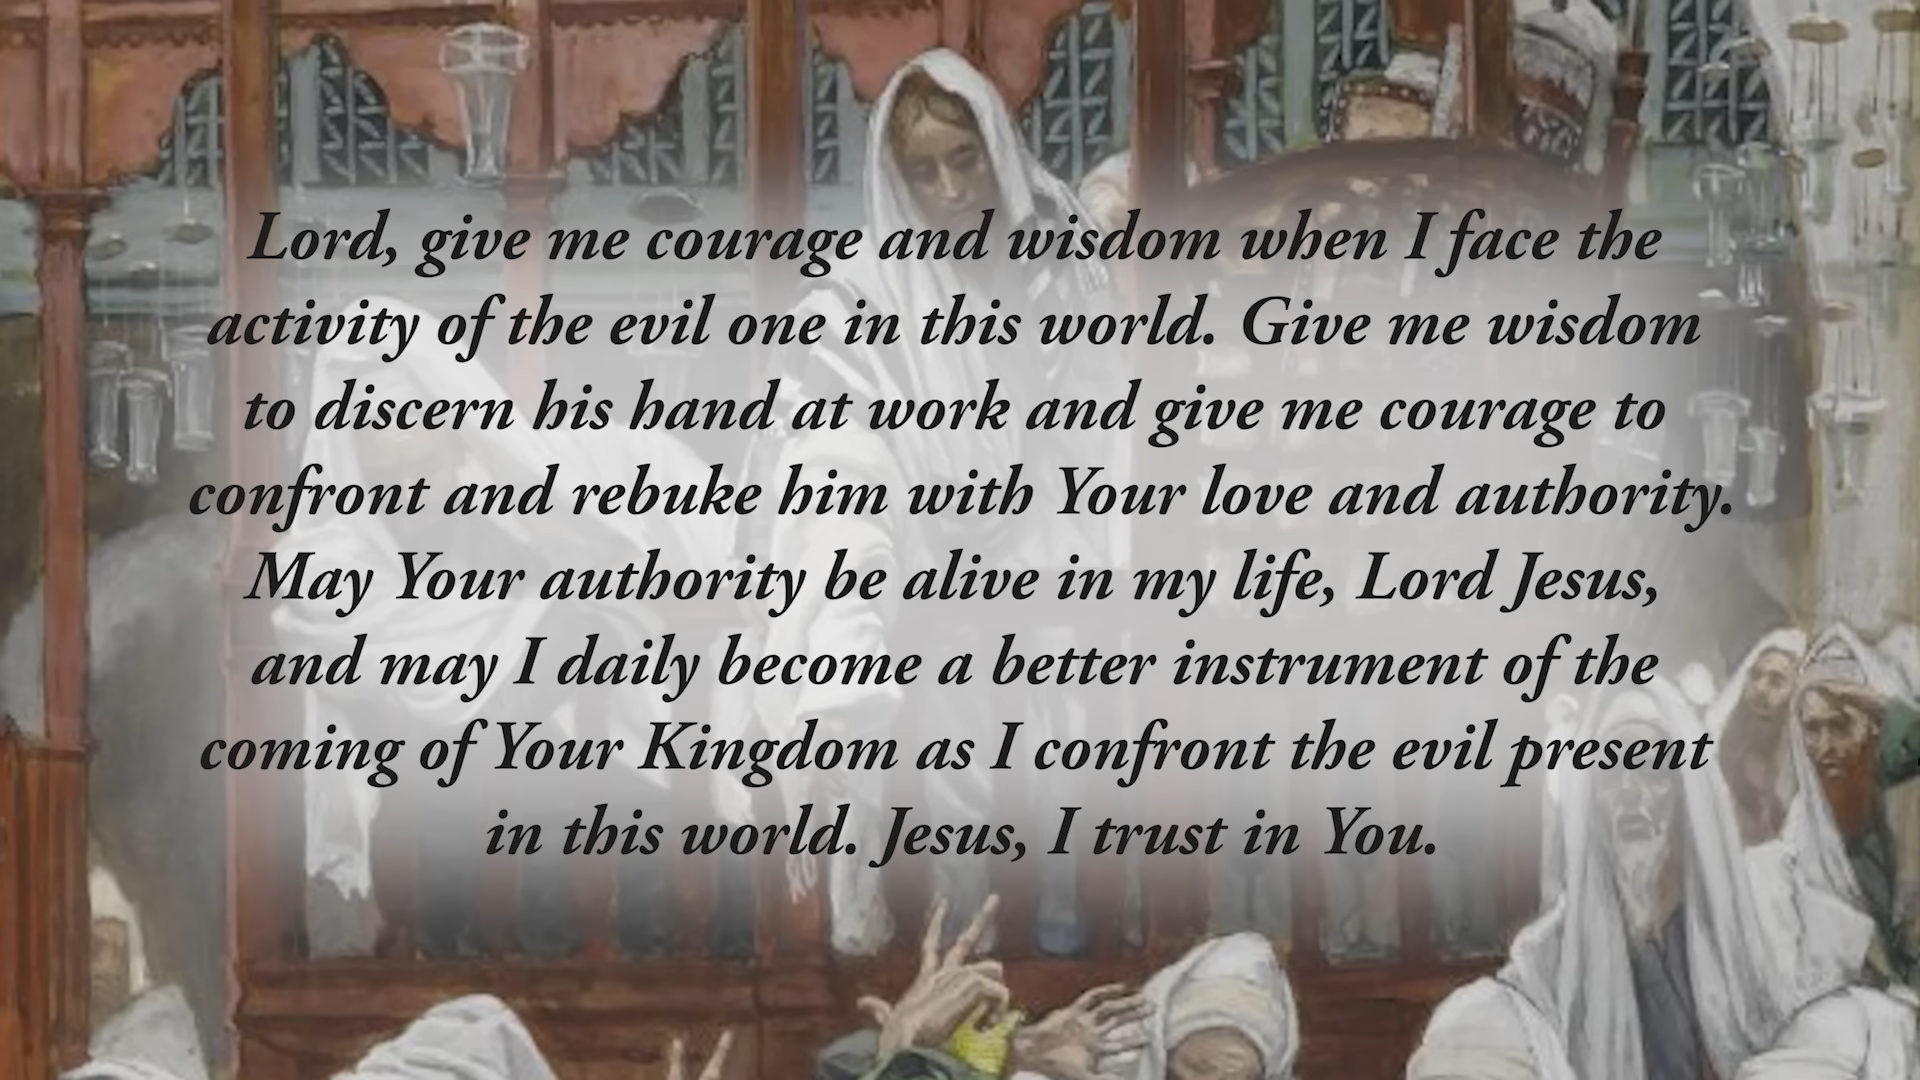 Lord, give me courage and wisdom when I face the
activity of the evil one in this world. Give me wisdom
to discern his hand at work and give me courage to
confront and rebuke him with Your love and authority.
May Your authority be alive in my life, Lord Jesus,
and may I daily become a better instrument of the
coming of Your Kingdom as I confront the evil present
in this world. Jesus, I trust in You.